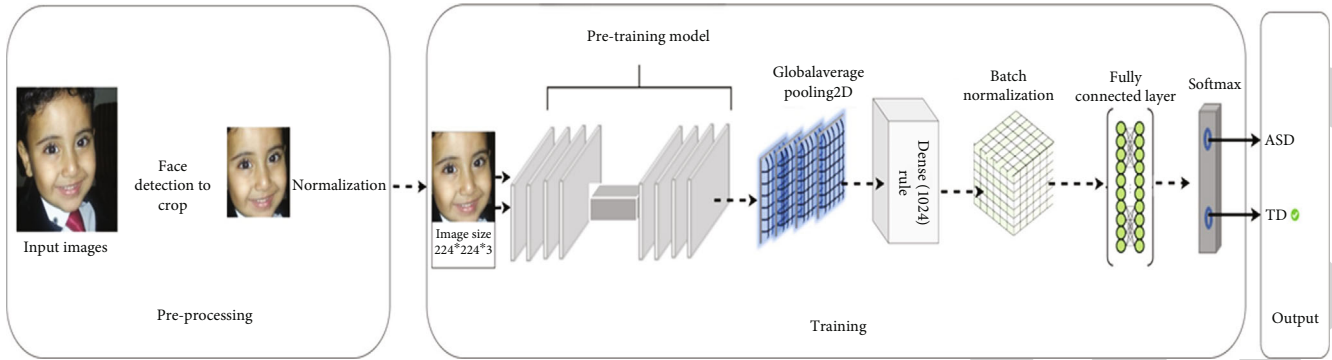 Input images
Face
detection to
crop
Normalization
Pre-processing
Image size
224*224*3
Pre-training model
Globalaverage
pooling2D
Dense (1024)
rule
Batch
normalization
Fully
connected layer
Softmax
Training
ASD
TD
Output